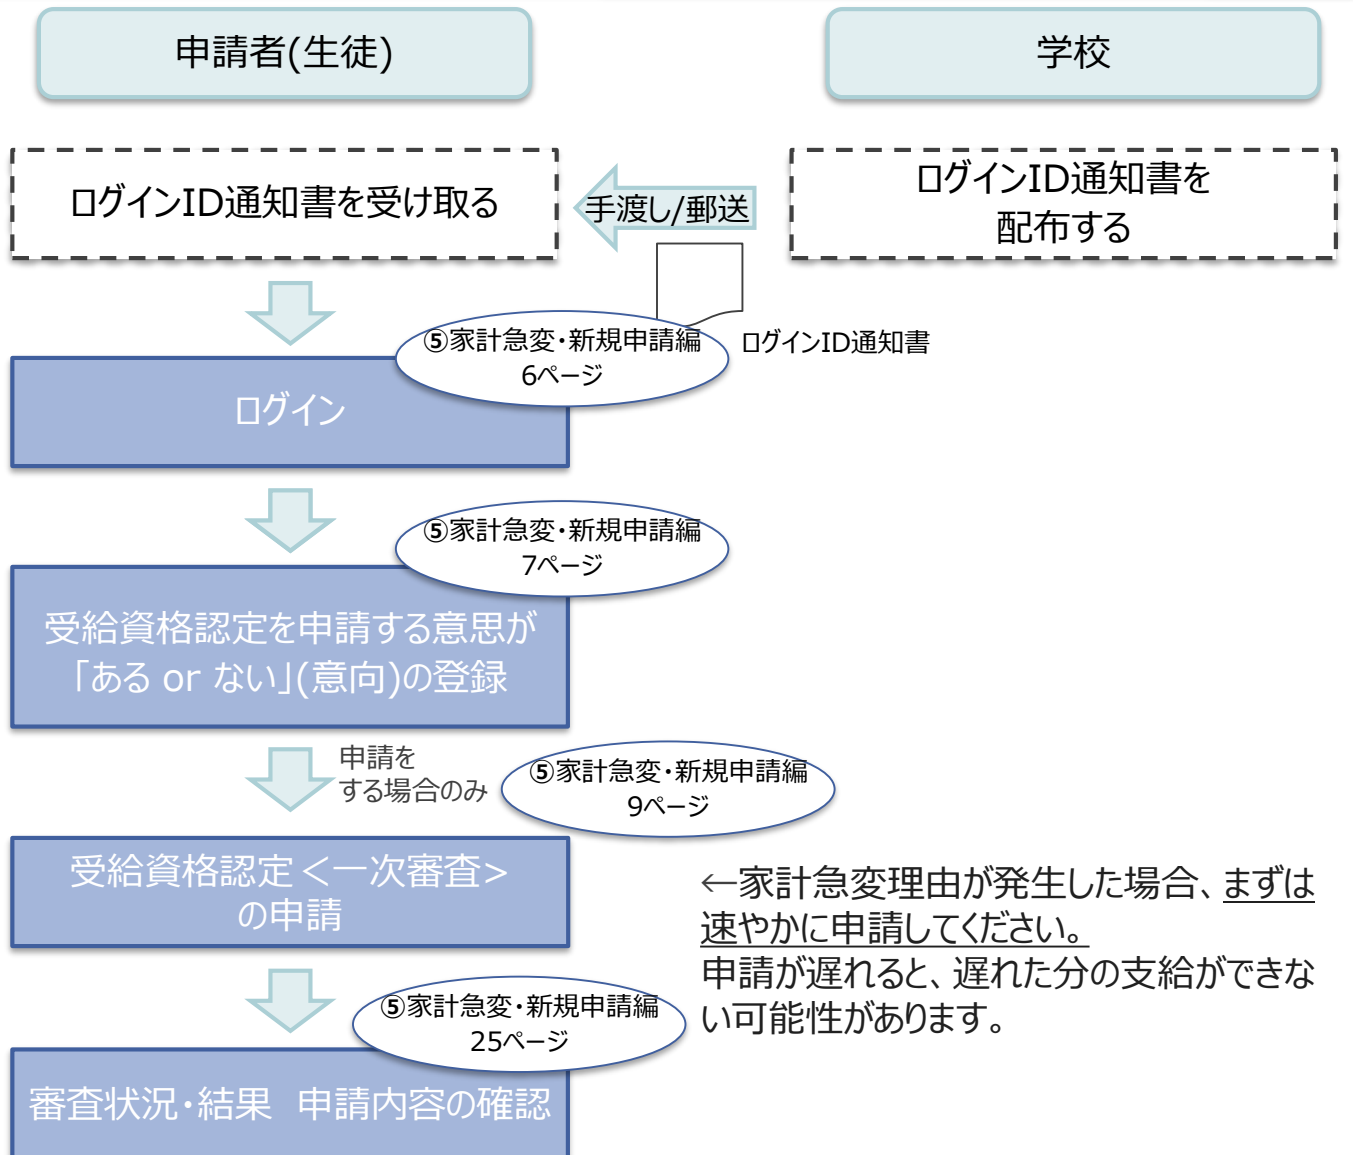 申請者(生徒)
学校
ログインID通知書を受け取る
手渡し/郵送
ログインID通知書を
配布する
ログインID通知書
⑤家計急変・新規申請編
6ページ
ログイン
⑤家計急変・新規申請編
7ページ
受給資格認定を申請する意思が
「ある or ない」(意向)の登録
申請を
する場合のみ
⑤家計急変・新規申請編
9ページ
受給資格認定＜一次審査>
の申請
←家計急変理由が発生した場合、まずは
速やかに申請してください。
申請が遅れると、遅れた分の支給ができな
い可能性があります。
⑤家計急変・新規申請編
25ページ
審査状況・結果　申請内容の確認